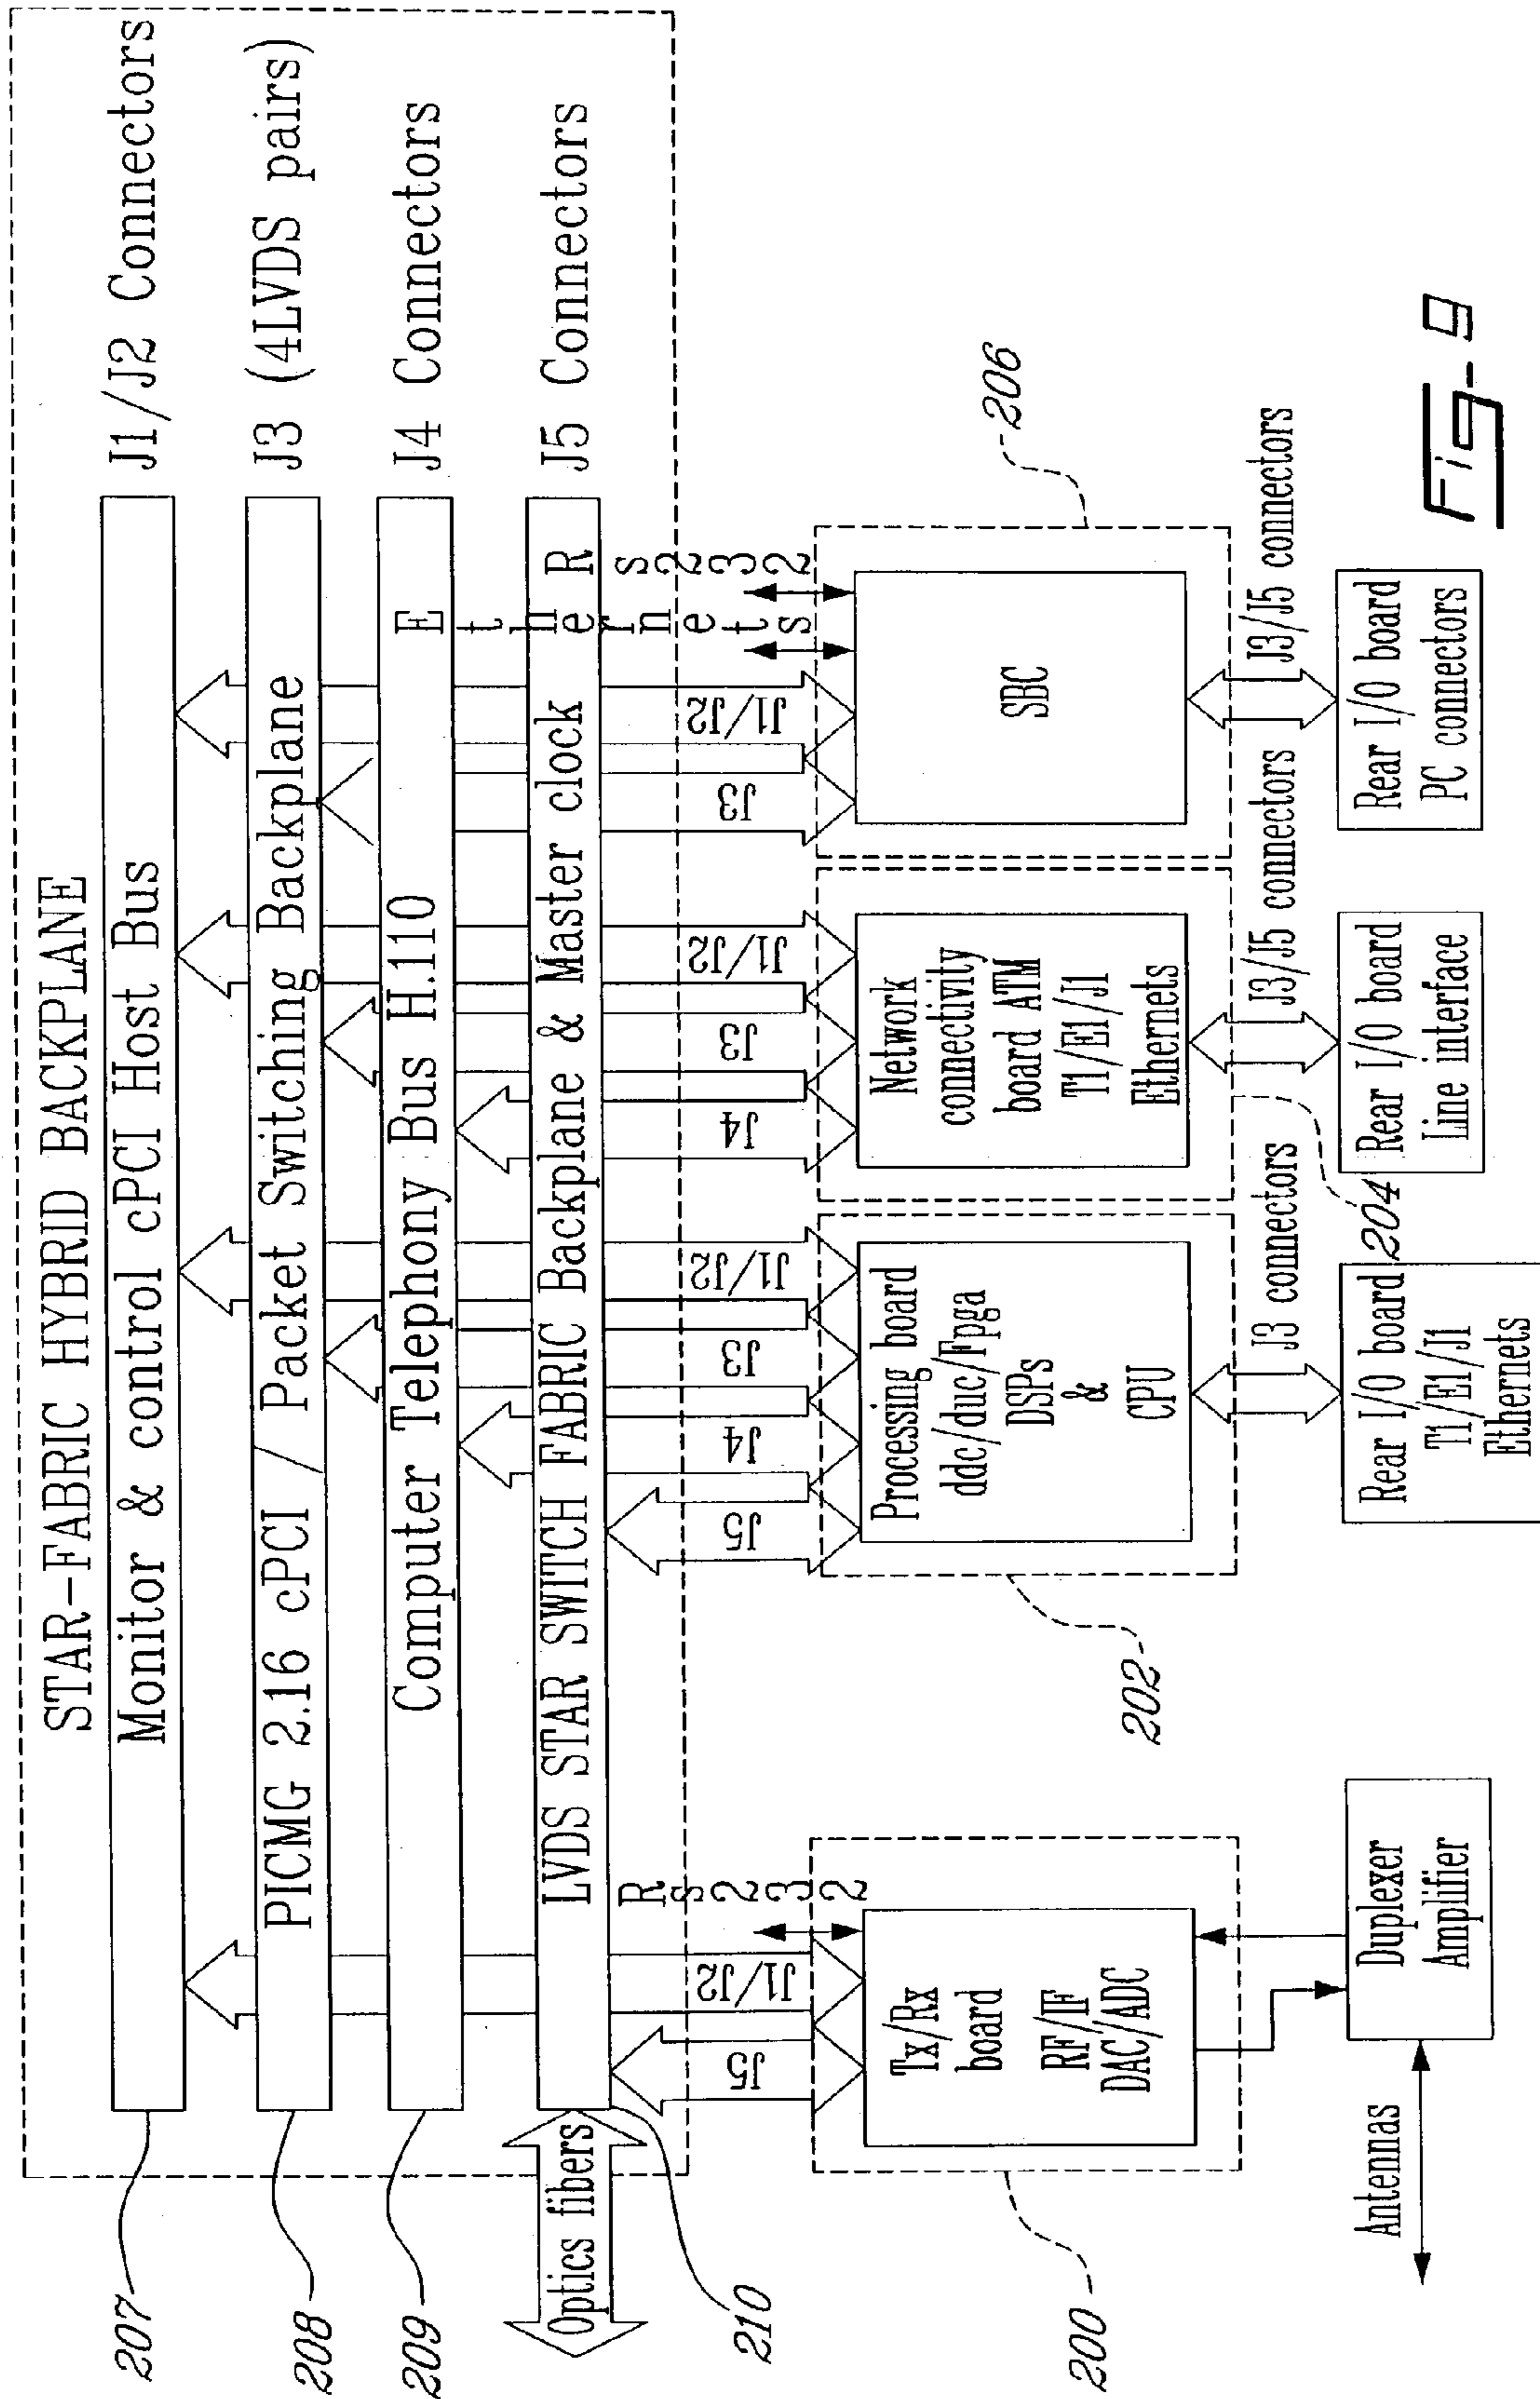 STAR-FABRIC HYBRID BACKPLANE
207
Monitor & control cPCI Host Bus
J1/J2 Connectors
208
PICMG 2.16 cPCI / Packet Switching Backplane
J3 (4LVDS pairs)
209
Computer Telephony Bus H.110
J4 Connectors
Optics fibers
LVDS STAR SWITCH FABRIC Backplane & Master clock
J5 Connectors
210
J5
J1/J2
Rs232
J5
J4
J3
J1/J2
J4
J3
J1/J2
J3
J1/J2
Ethernets
Rs232
200
Tx/Rx
board
RF/IF
DAC/ADC
202
Processing board
ddc/duc/Fpga
DSPs
&
CPU
Network
connectivity
board ATM
T1/E1/J1
Ethernets
204
SBC
206
J3 connectors
J3/J5 connectors
J3/J5 connectors
Antennas
Duplexer
Amplifier
Rear I/O board
T1/E1/J1
Ethernets
Rear I/O board
Line interface
Rear I/O board
PC connectors
Fig- 9